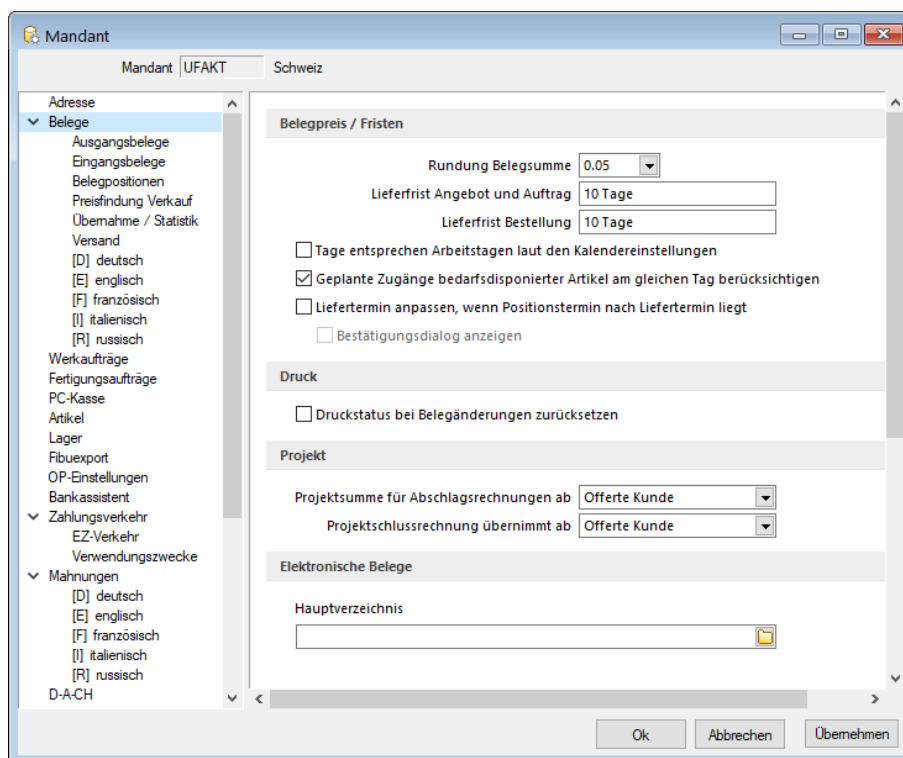 Mandant
Mandant UFAKT Schweiz
Adresse
Belege
Ausgangsbelege
Eingangsbelege
Belegpositionen
Preisfindung Verkauf
Übernahme / Statistik
Versand
[D] deutsch
[E] englisch
[F] französisch
[I] italienisch
[R] russisch
Werkaufträge
Fertigungsaufträge
PC-Kasse
Artikel
Lager
Fibuexport
OP-Einstellungen
Bankassistent
Zahlungsverkehr
EZ-Verkehr
Verwendungszwecke
Mahnungen
[D] deutsch
[E] englisch
[F] französisch
[I] italienisch
[R] russisch
D-A-CH
Belegpreis / Fristen
Rundung Belegsumme 0.05
Lieferfrist Angebot und Auftrag 10 Tage
Lieferfrist Bestellung 10 Tage
Tage entsprechen Arbeitstagen laut den Kalendereinstellungen
Geplante Zugänge bedarfsdisponierter Artikel am gleichen Tag berücksichtigen
Liefertermin anpassen, wenn Positionstermin nach Liefertermin liegt
Bestätigungsdialog anzeigen
Druck
Druckstatus bei Belegänderungen zurücksetzen
Projekt
Projektsumme für Abschlagsrechnungen ab Offerte Kunde
Projektschlussrechnung übernimmt ab Offerte Kunde
Elektronische Belege
Hauptverzeichnis
Ok Abbrechen Übernehmen